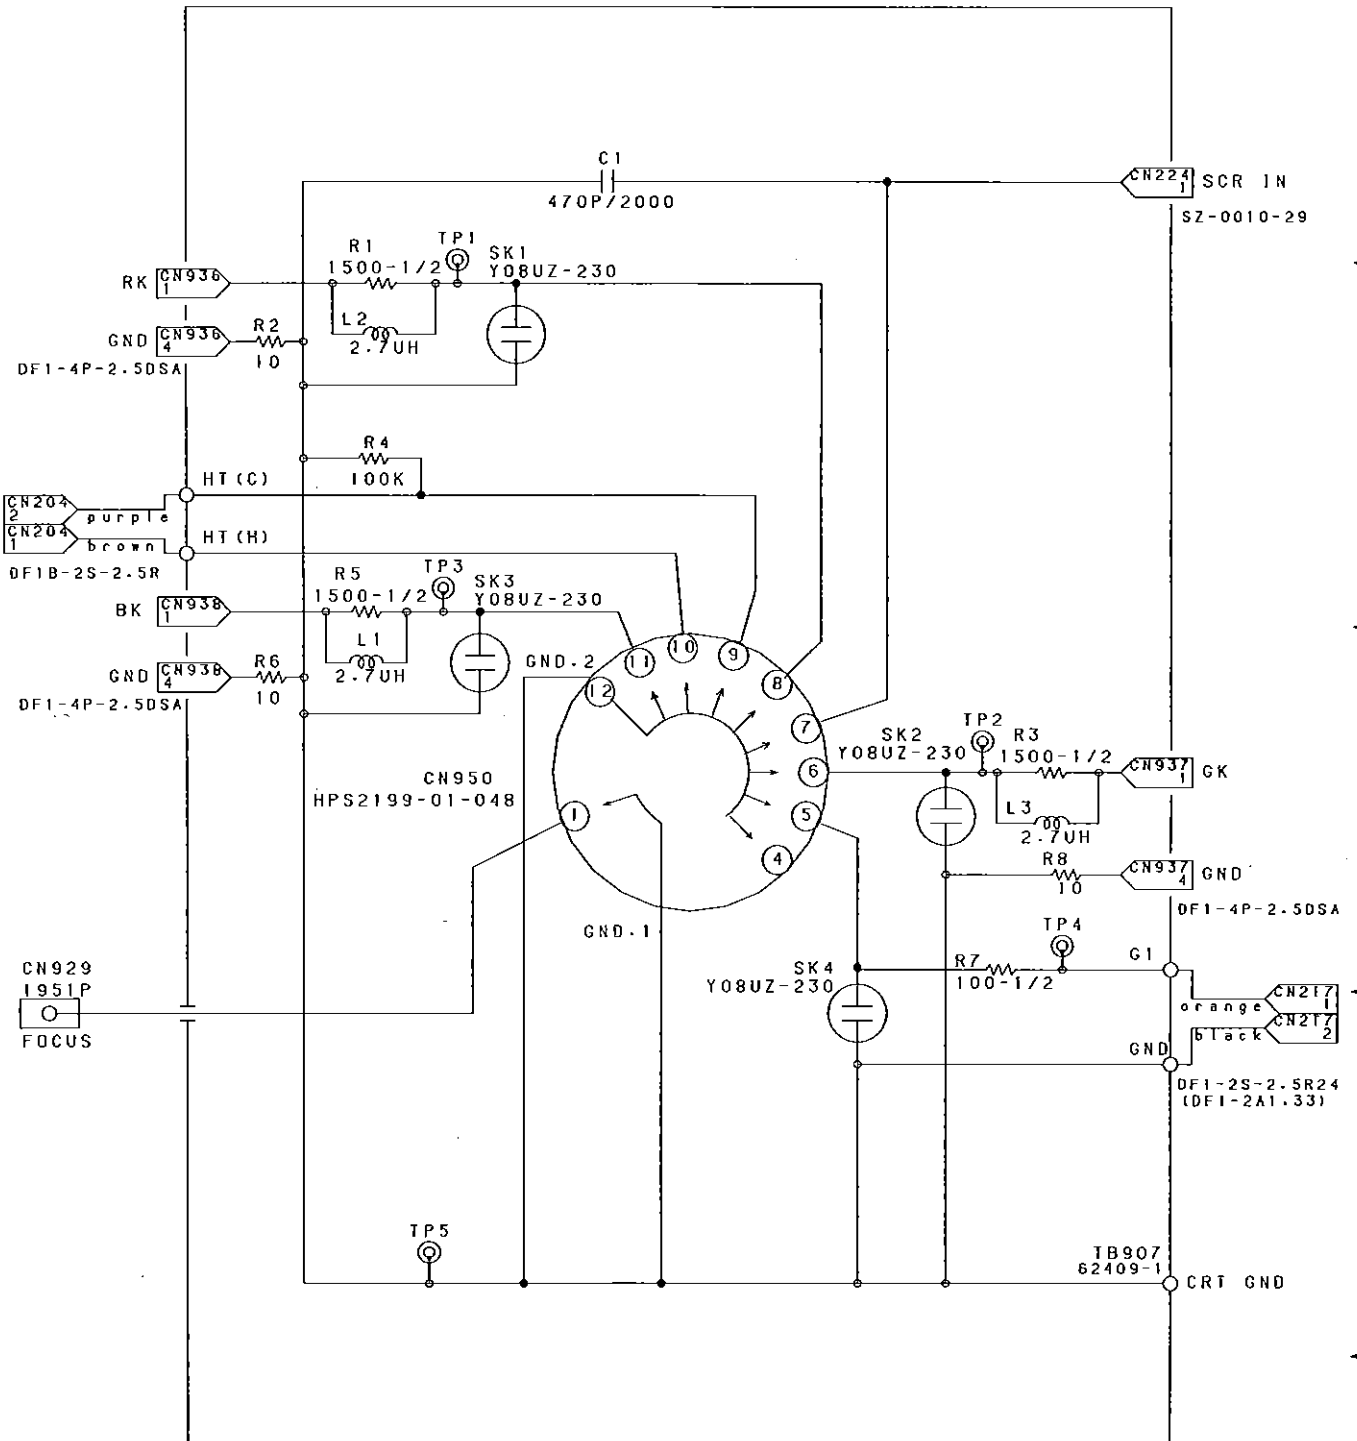 C1
470P/2000
CN224
1
SCR IN
SZ-0010-29
TP1
R1
1500-1/2
SK1
Y08UZ-230
RK
CN936
1
L2
2.7UH
GND
CN936
4
R2
10
DF1-4P-2.5DSA
R4
100K
HT(C)
CN204
2
purple
CN204
1
brown
HT(H)
DF1B-2S-2.5R
R5
1500-1/2
TP3
SK3
Y08UZ-230
BK
CN938
1
L1
2.7UH
GND
CN938
4
R6
10
DF1-4P-2.5DSA
GND.2
12
11
10
9
8
7
6
5
4
1
CN950
HPS2199-01-048
GND.1
SK2
Y08UZ-230
TP2
R3
1500-1/2
CN937
1
GK
L3
2.7UH
R8
10
CN937
4
GND
DF1-4P-2.5DSA
TP4
G1
R7
100-1/2
SK4
Y08UZ-230
CN217
1
orange
CN217
2
black
GND
DF1-2S-2.5R24
(DF1-2A1.33)
CN929
1951P
FOCUS
TP5
TB907
62409-1
CRT GND